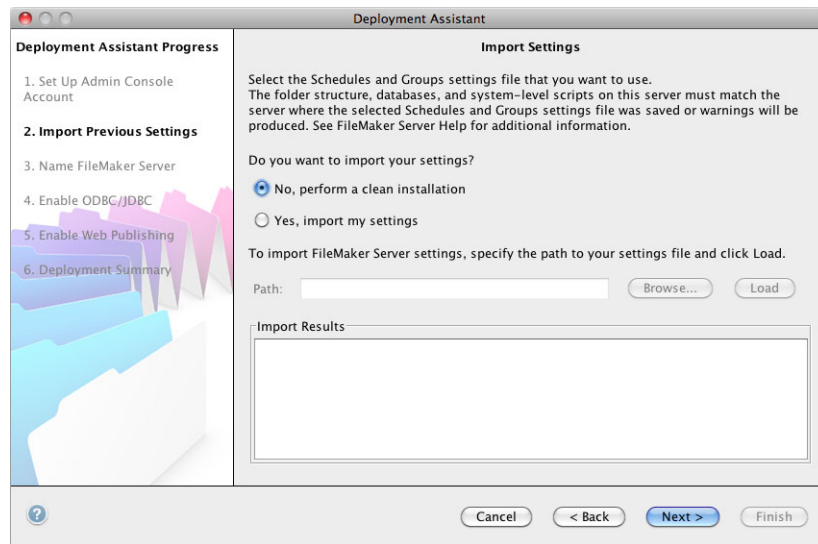 Deployment Assistant
Deployment Assistant Progress
1. Set Up Admin Console
Account
2. Import Previous Settings
3. Name FileMaker Server
4. Enable ODBC/JDBC
5. Enable Web Publishing
6. Deployment Summary
Import Settings
Select the Schedules and Groups settings file that you want to use.
The folder structure, databases, and system-level scripts on this server must match the
server where the selected Schedules and Groups settings file was saved or warnings will be
produced. See FileMaker Server Help for additional information.
Do you want to import your settings?
No, perform a clean installation
Yes, import my settings
To import FileMaker Server settings, specify the path to your settings file and click Load.
Path:
Browse...
Load
Import Results
?
Cancel
< Back
Next >
Finish